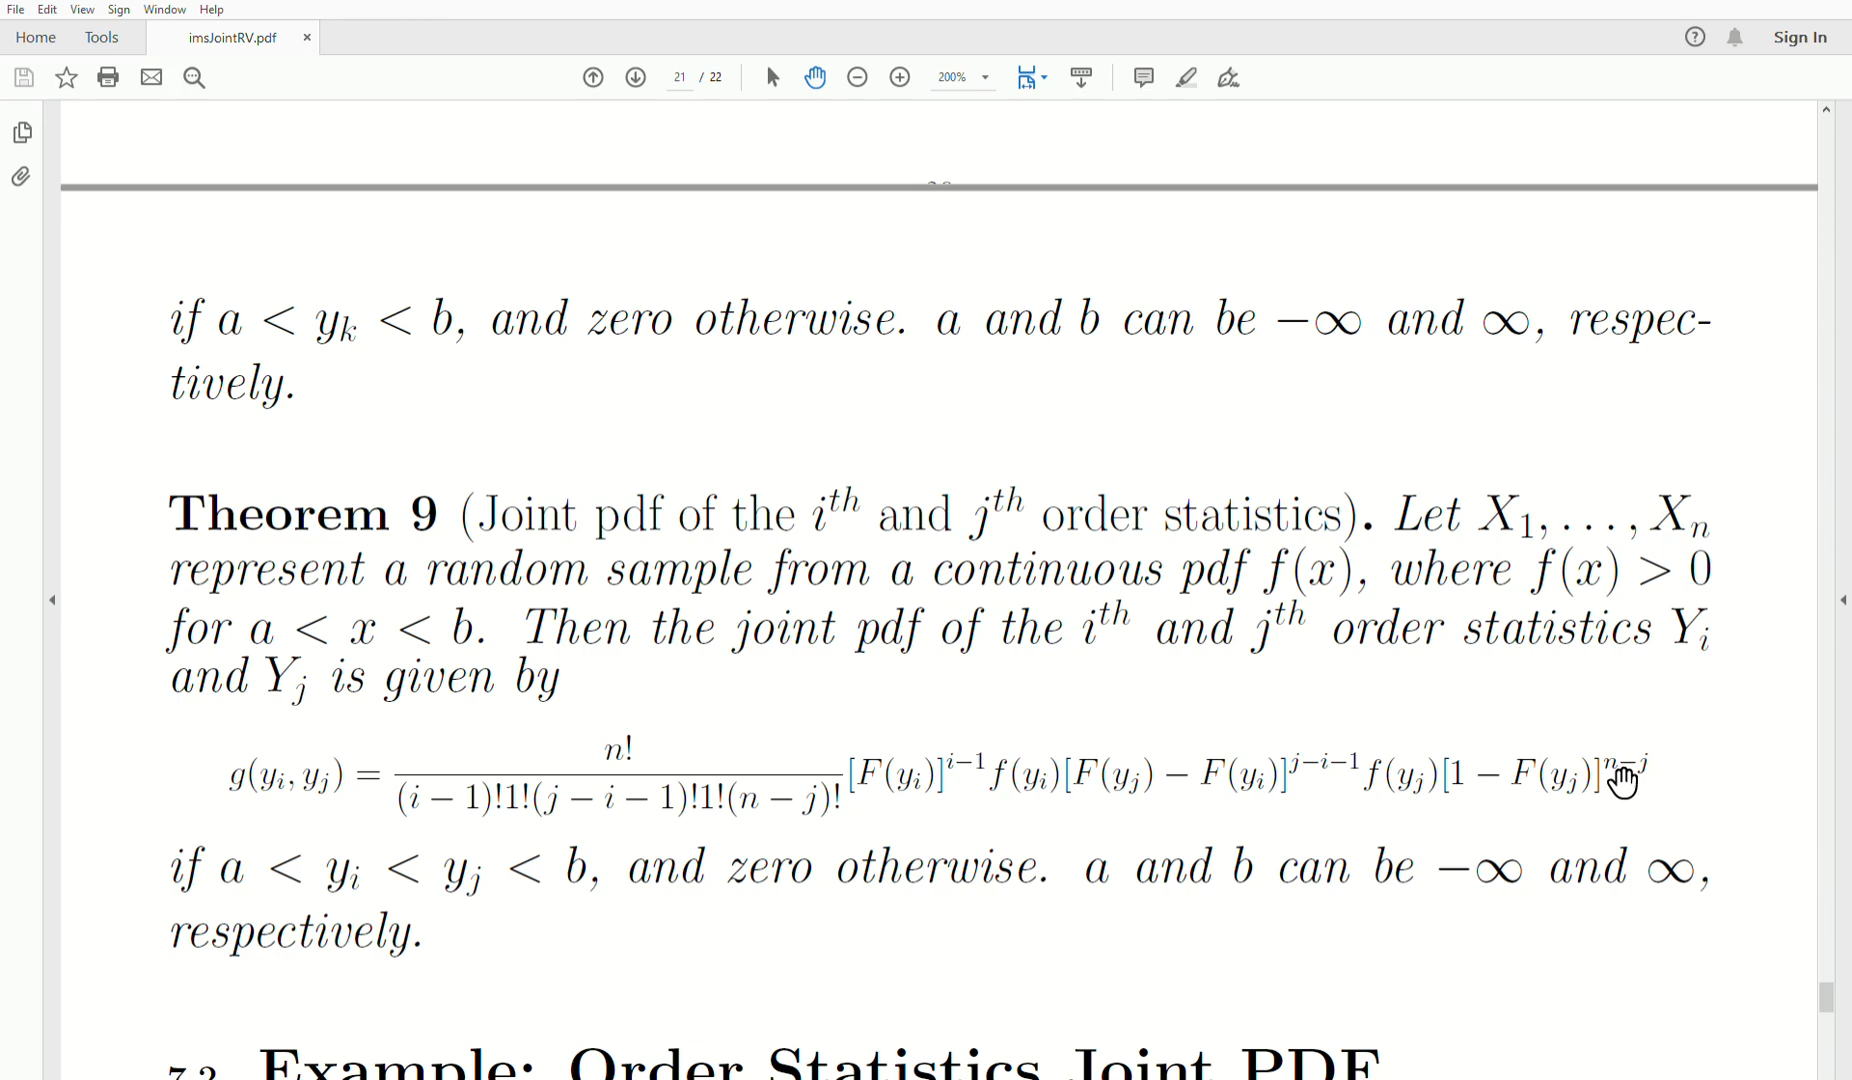 File Edit View Sign Window Help
Home Tools imsJointRV.pdf × ? Sign In
21 / 22 200%
if a < y_k < b, and zero otherwise. a and b can be −∞ and ∞, respec-
tively.
Theorem 9 (Joint pdf of the i^{th} and j^{th} order statistics). Let X_1, . . . , X_n
represent a random sample from a continuous pdf f(x), where f(x) > 0
for a < x < b. Then the joint pdf of the i^{th} and j^{th} order statistics Y_i
and Y_j is given by
g(y_i, y_j) = \frac{n!}{(i − 1)!1!(j − i − 1)!1!(n − j)!}[F(y_i)]^{i−1}f(y_i)[F(y_j) − F(y_i)]^{j−i−1}f(y_j)[1 − F(y_j)]^{n−j}
if a < y_i < y_j < b, and zero otherwise. a and b can be −∞ and ∞,
respectively.
7.2 Example: Order Statistics Joint PDF